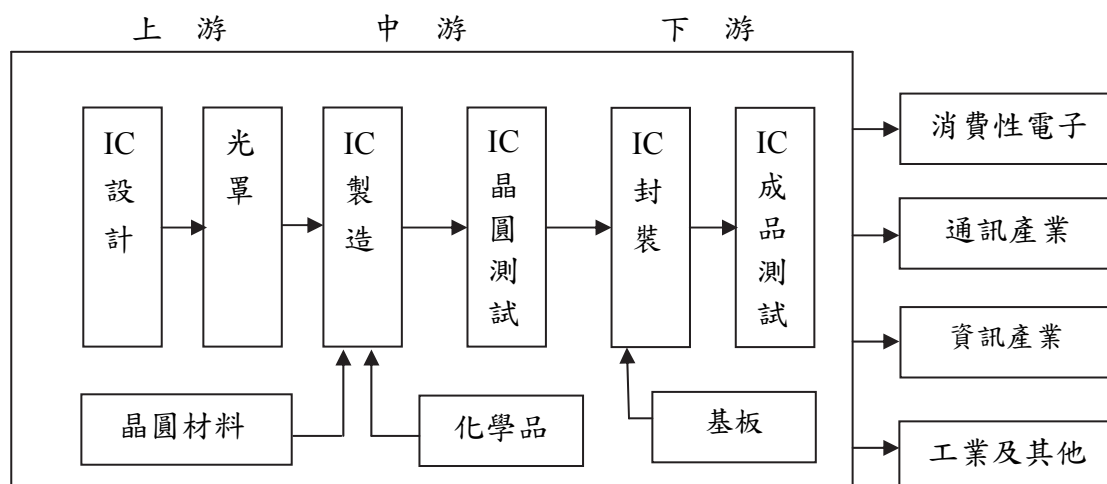 上 游 中 游 下 游
IC設計
光罩
IC製造
IC晶圓測試
IC封裝
IC成品測試
晶圓材料
化學品
基板
消費性電子
通訊產業
資訊產業
工業及其他